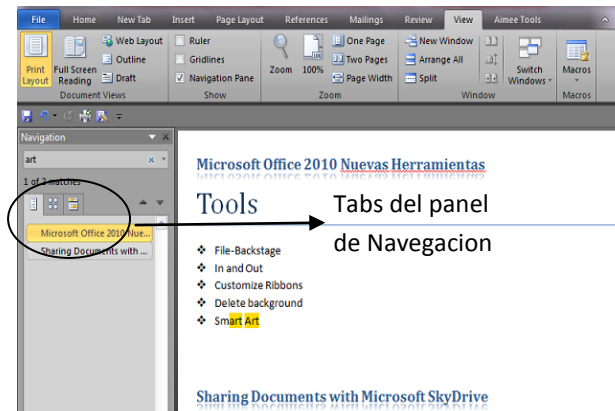 File Home New Tab Insert Page Layout References Mailings Review View Aimee Tools
Print Layout
Full Screen Reading
Web Layout
Outline
Draft
Document Views
Ruler
Gridlines
Navigation Pane
Show
Zoom
100%
One Page
Two Pages
Page Width
Zoom
New Window
Arrange All
Split
Switch Windows
Window
Macros
Macros
Navigation
art
1 of 2 matches
Microsoft Office 2010 Nue...
Sharing Documents with ...
Microsoft Office 2010 Nuevas Herramientas
Tools
Tabs del panel
de Navegacion
File-Backstage
In and Out
Customize Ribbons
Delete background
Smart Art
Sharing Documents with Microsoft SkyDrive